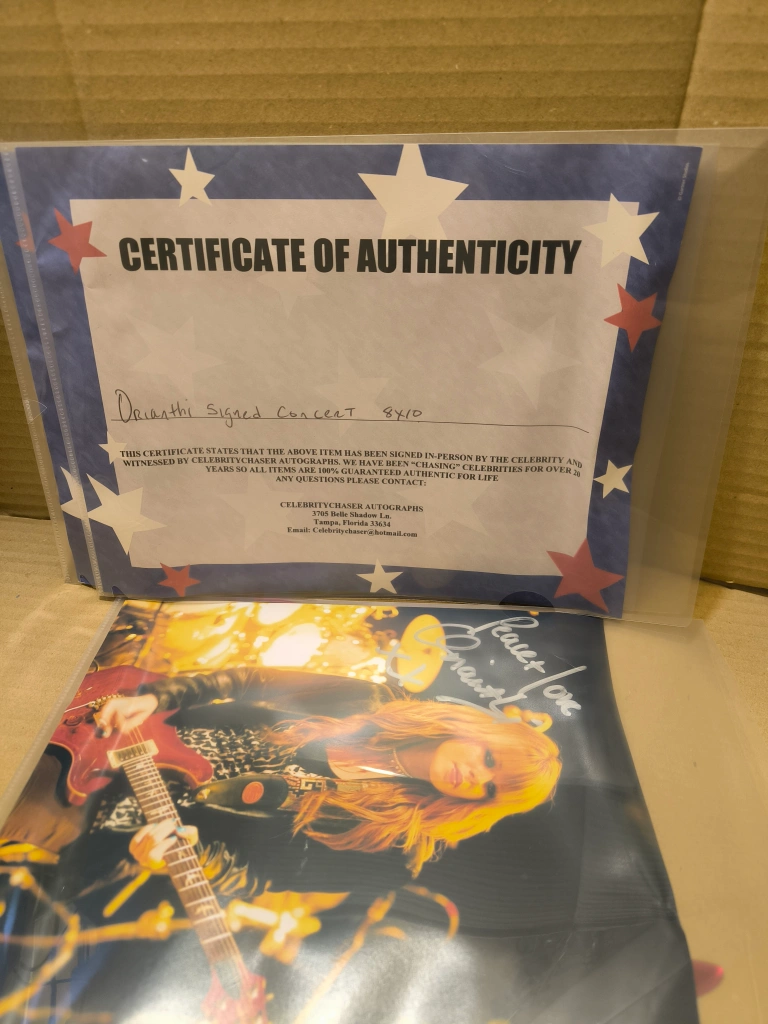 CERTIFICATE OF AUTHENTICITY
Orianthi Signed Concert 8x10
THIS CERTIFICATE STATES THAT THE ABOVE ITEM HAS BEEN SIGNED IN-PERSON BY THE CELEBRITY AND
WITNESSED BY CELEBRITYCHASER AUTOGRAPHS. WE HAVE BEEN "CHASING" CELEBRITIES FOR OVER 20
YEARS SO ALL ITEMS ARE 100% GUARANTEED AUTHENTIC FOR LIFE
ANY QUESTIONS PLEASE CONTACT:
CELEBRITYCHASER AUTOGRAPHS
3705 Belle Shadow Ln.
Tampa, Florida 33634
Email: Celebritychaser@hotmail.com
Peace + love
Orianthi